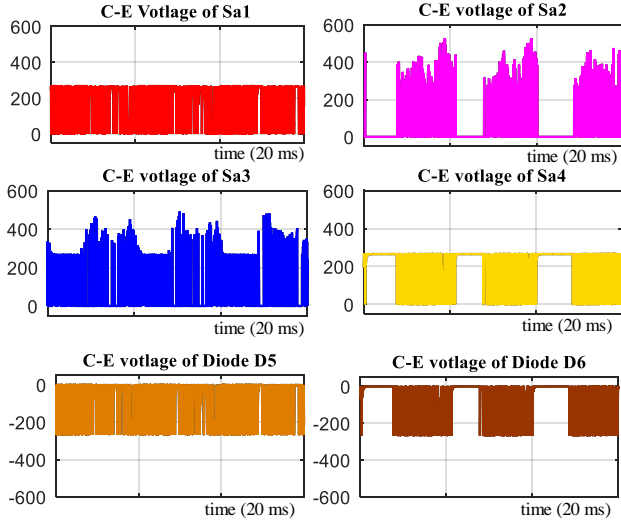 C-E Votlage of Sa1
600
400
200
0
time (20 ms)
C-E votlage of Sa2
600
400
200
0
time (20 ms)
C-E votlage of Sa3
600
400
200
0
time (20 ms)
C-E votlage of Sa4
600
400
200
0
time (20 ms)
C-E votlage of Diode D5
0
-200
-400
-600
time (20 ms)
C-E votlage of Diode D6
0
-200
-400
-600
time (20 ms)